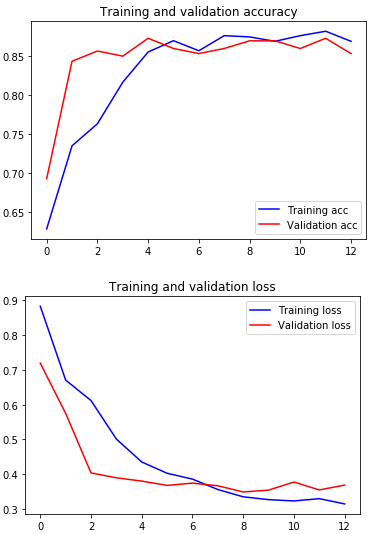 Training and validation accuracy
0.85
0.80
0.75
0.70
0.65
Training acc
Validation acc
0 2 4 6 8 10 12
Training and validation loss
0.9
0.8
0.7
0.6
0.5
0.4
0.3
Training loss
Validation loss
0 2 4 6 8 10 12